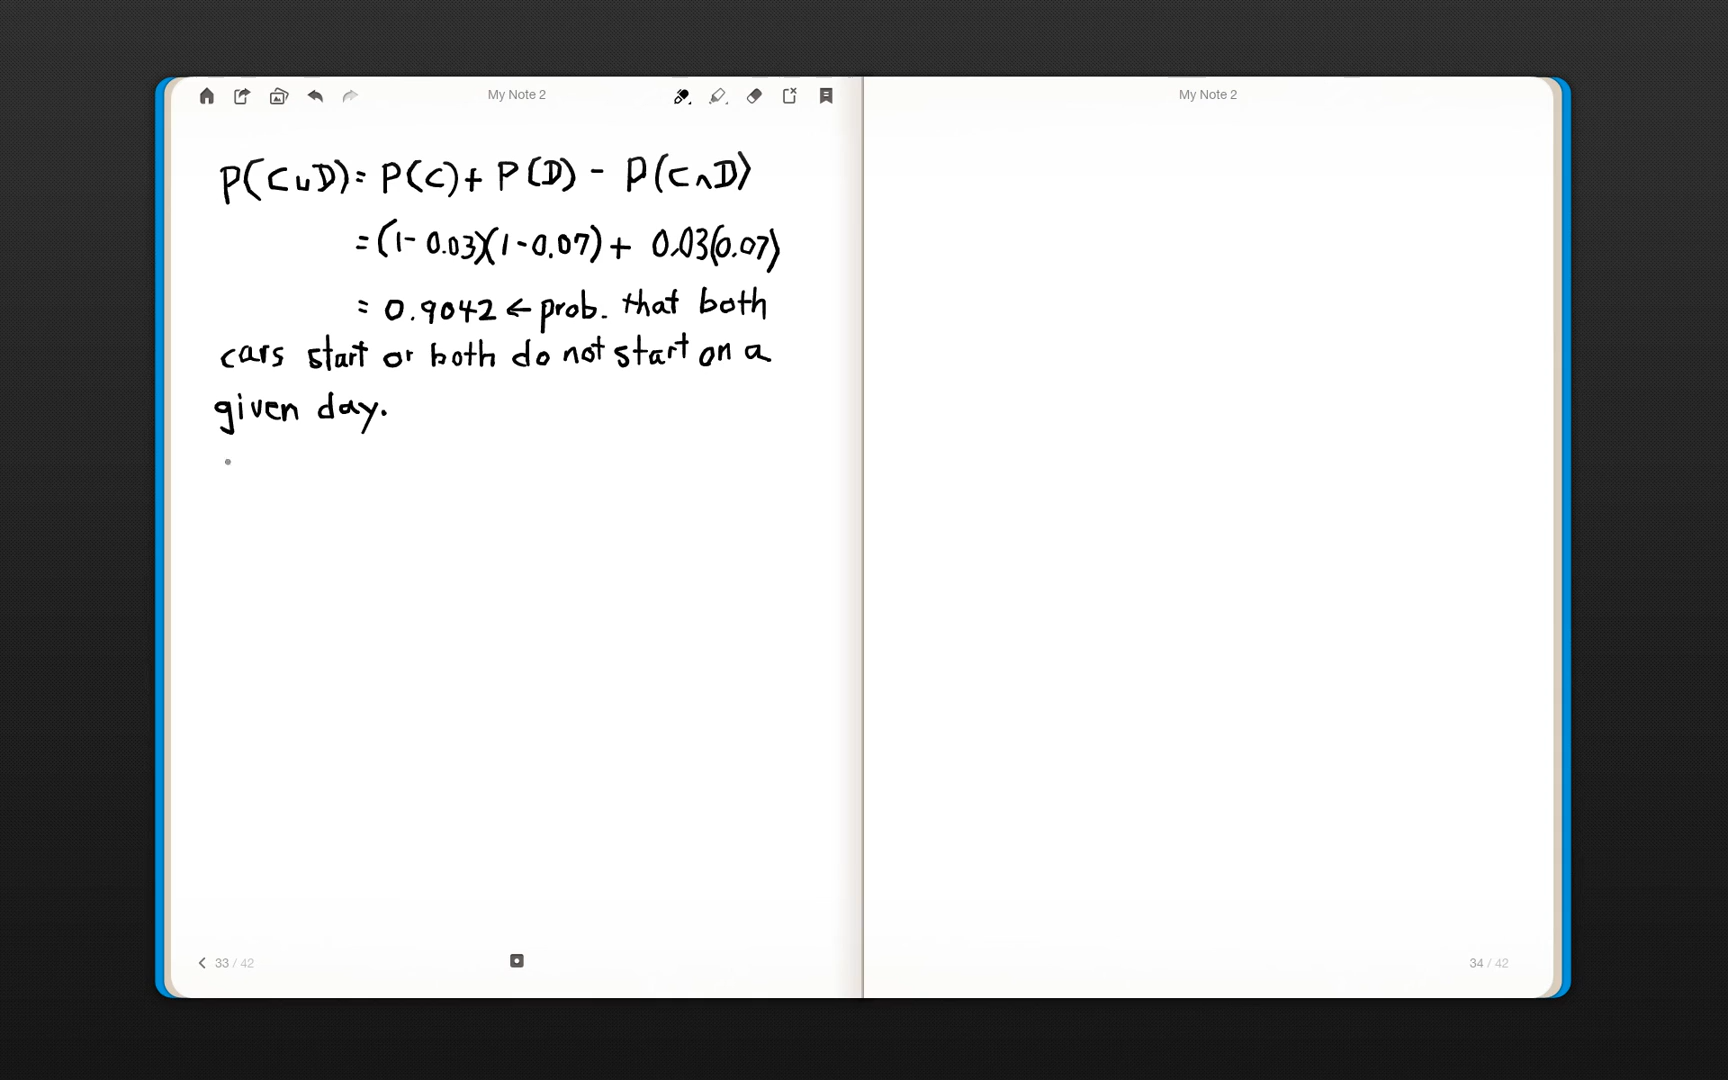 My Note 2
P(C∪D) = P(C) + P(D) - P(C∩D)
= (1 - 0.03)(1 - 0.07) + 0.03(0.07)
= 0.9042 ← prob. that both
cars start or both do not start on a
given day.
33 / 42
My Note 2
34 / 42